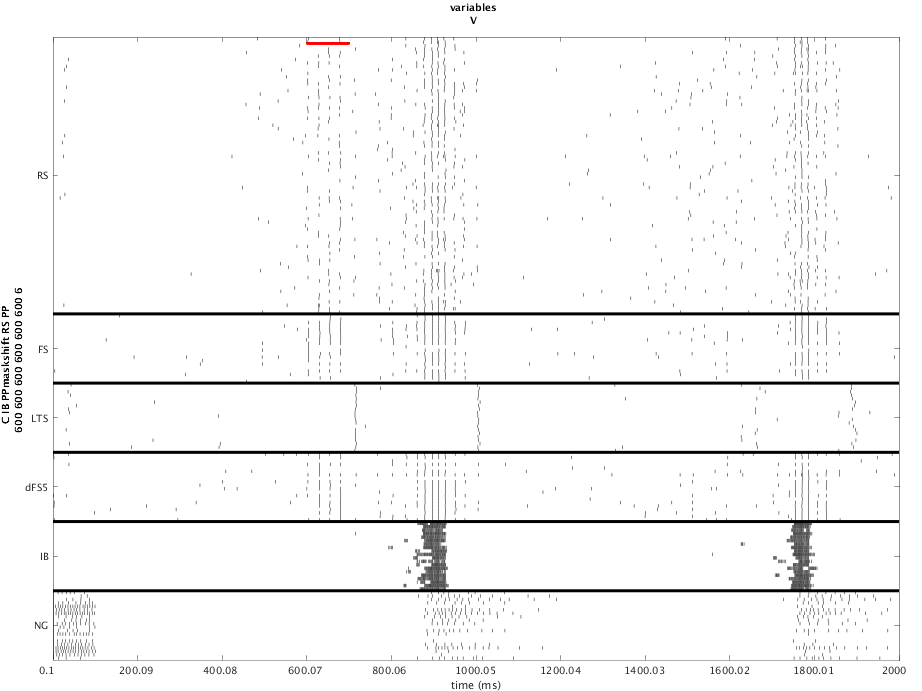 variables
V
C IB PPmaskshift RS PP
600 600 600 600 600 600 600 6
RS
FS
LTS
dFS5
IB
NG
0.1 200.09 400.08 600.07 800.06 1000.05 1200.04 1400.03 1600.02 1800.01 2000
time (ms)